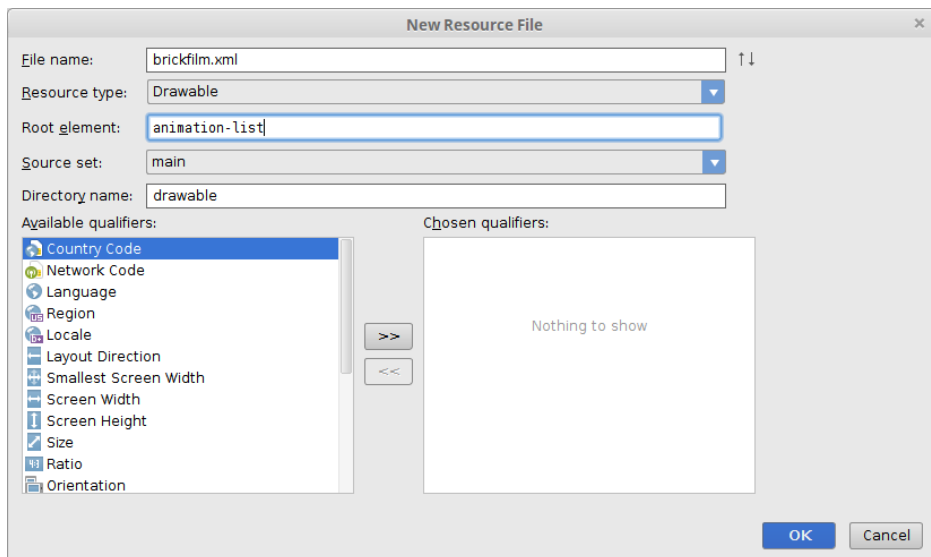 New Resource File
File name: brickfilm.xml
Resource type: Drawable
Root element: animation-list
Source set: main
Directory name: drawable
Available qualifiers: Chosen qualifiers:
Country Code
Network Code
Language
Region
Locale
Layout Direction
Smallest Screen Width
Screen Width
Screen Height
Size
Ratio
Orientation
>>
<<
Nothing to show
OK Cancel